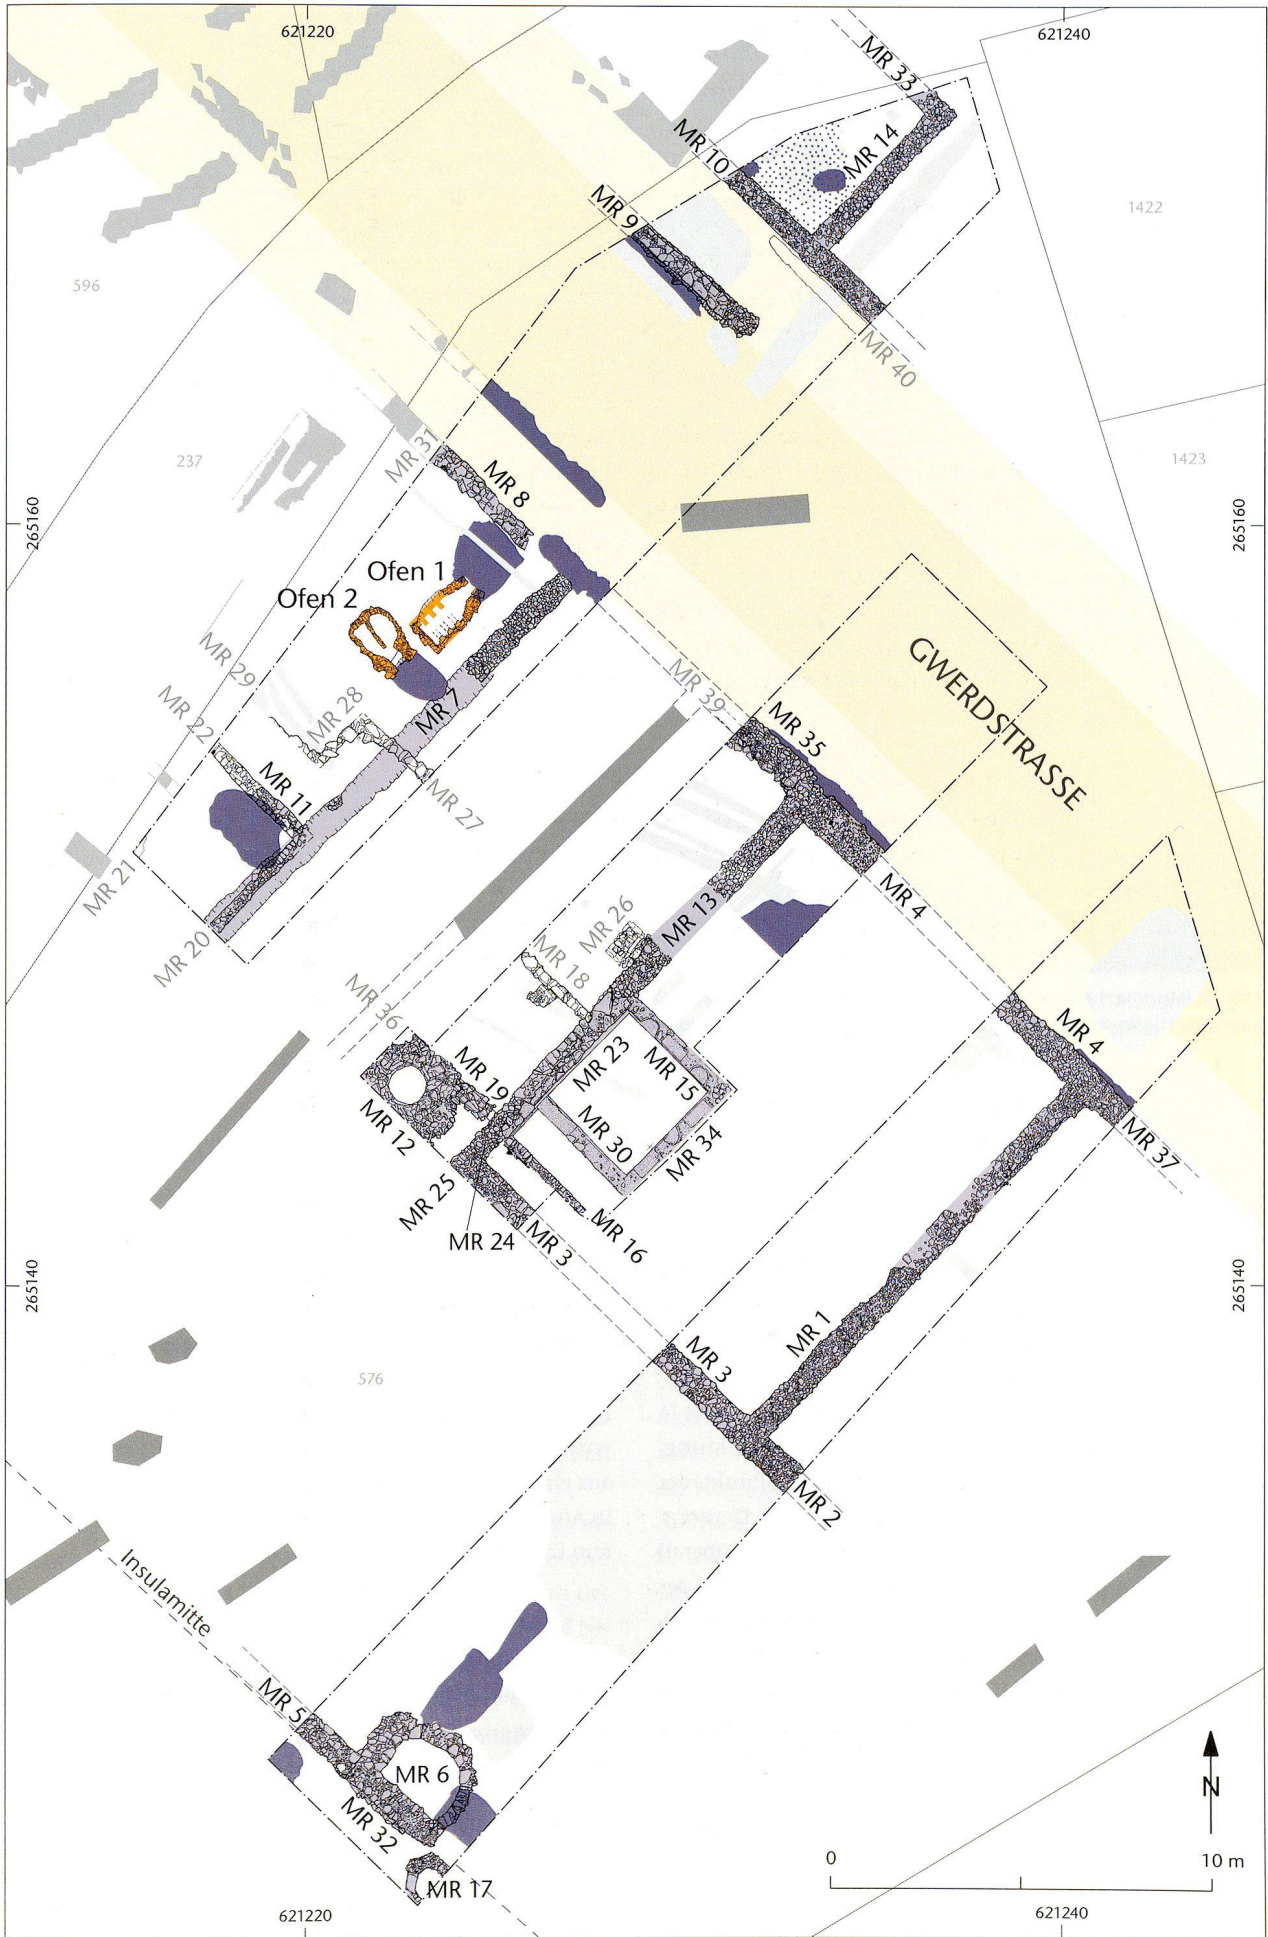 621220
621240
MR 33
MR 10
MR 14
MR 9
1422
596
MR 40
MR 31
MR 8
237
1423
265160
265160
Ofen 1
Ofen 2
MR 29
MR 28
MR 7
MR 22
MR 39
MR 35
GWERDSTRASSE
MR 11
MR 27
MR 21
MR 20
MR 13
MR 4
MR 26
MR 18
MR 36
MR 19
MR 23
MR 15
MR 4
MR 12
MR 30
MR 34
MR 37
MR 25
MR 24
MR 3
MR 16
265140
265140
MR 1
MR 3
576
MR 2
Insulamitte
MR 5
MR 6
MR 32
MR 17
N
0
10 m
621220
621240